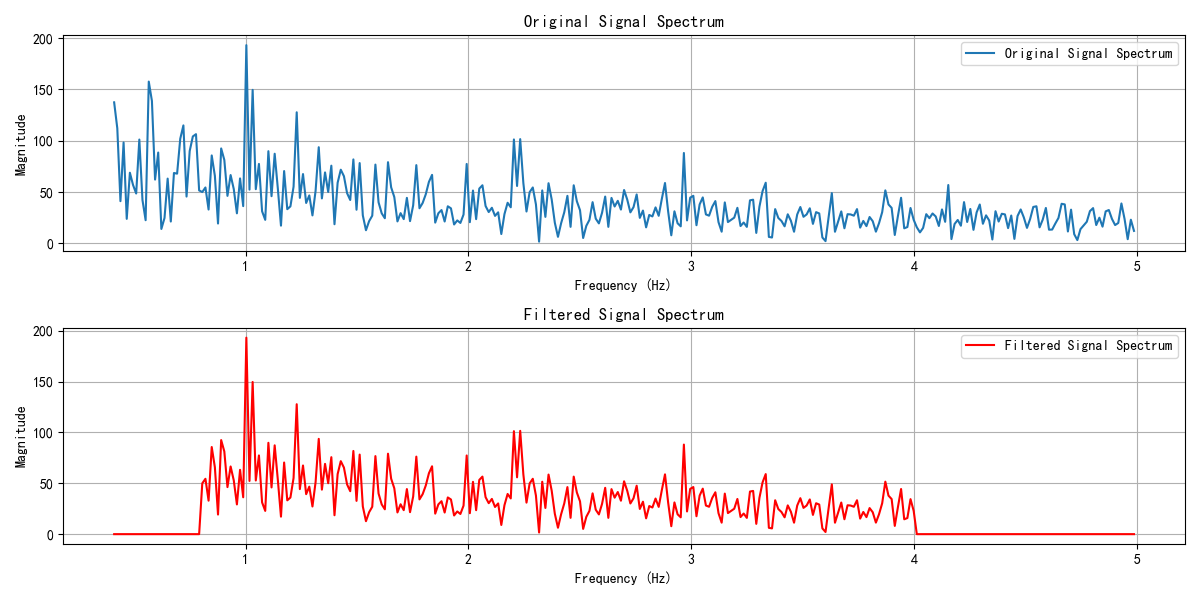 Original Signal Spectrum
200
150
100
50
0
Magnitude
Original Signal Spectrum
1
2
3
4
5
Frequency (Hz)
Filtered Signal Spectrum
200
150
100
50
0
Magnitude
Filtered Signal Spectrum
1
2
3
4
5
Frequency (Hz)